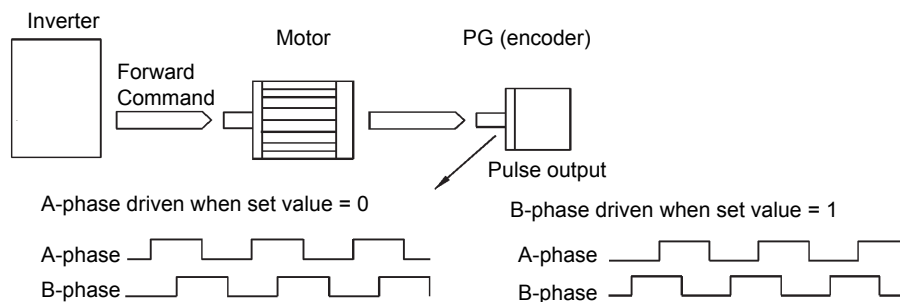 Inverter
Motor
PG (encoder)
Forward
Command
Pulse output
A-phase driven when set value = 0
B-phase driven when set value = 1
A-phase
B-phase
A-phase
B-phase